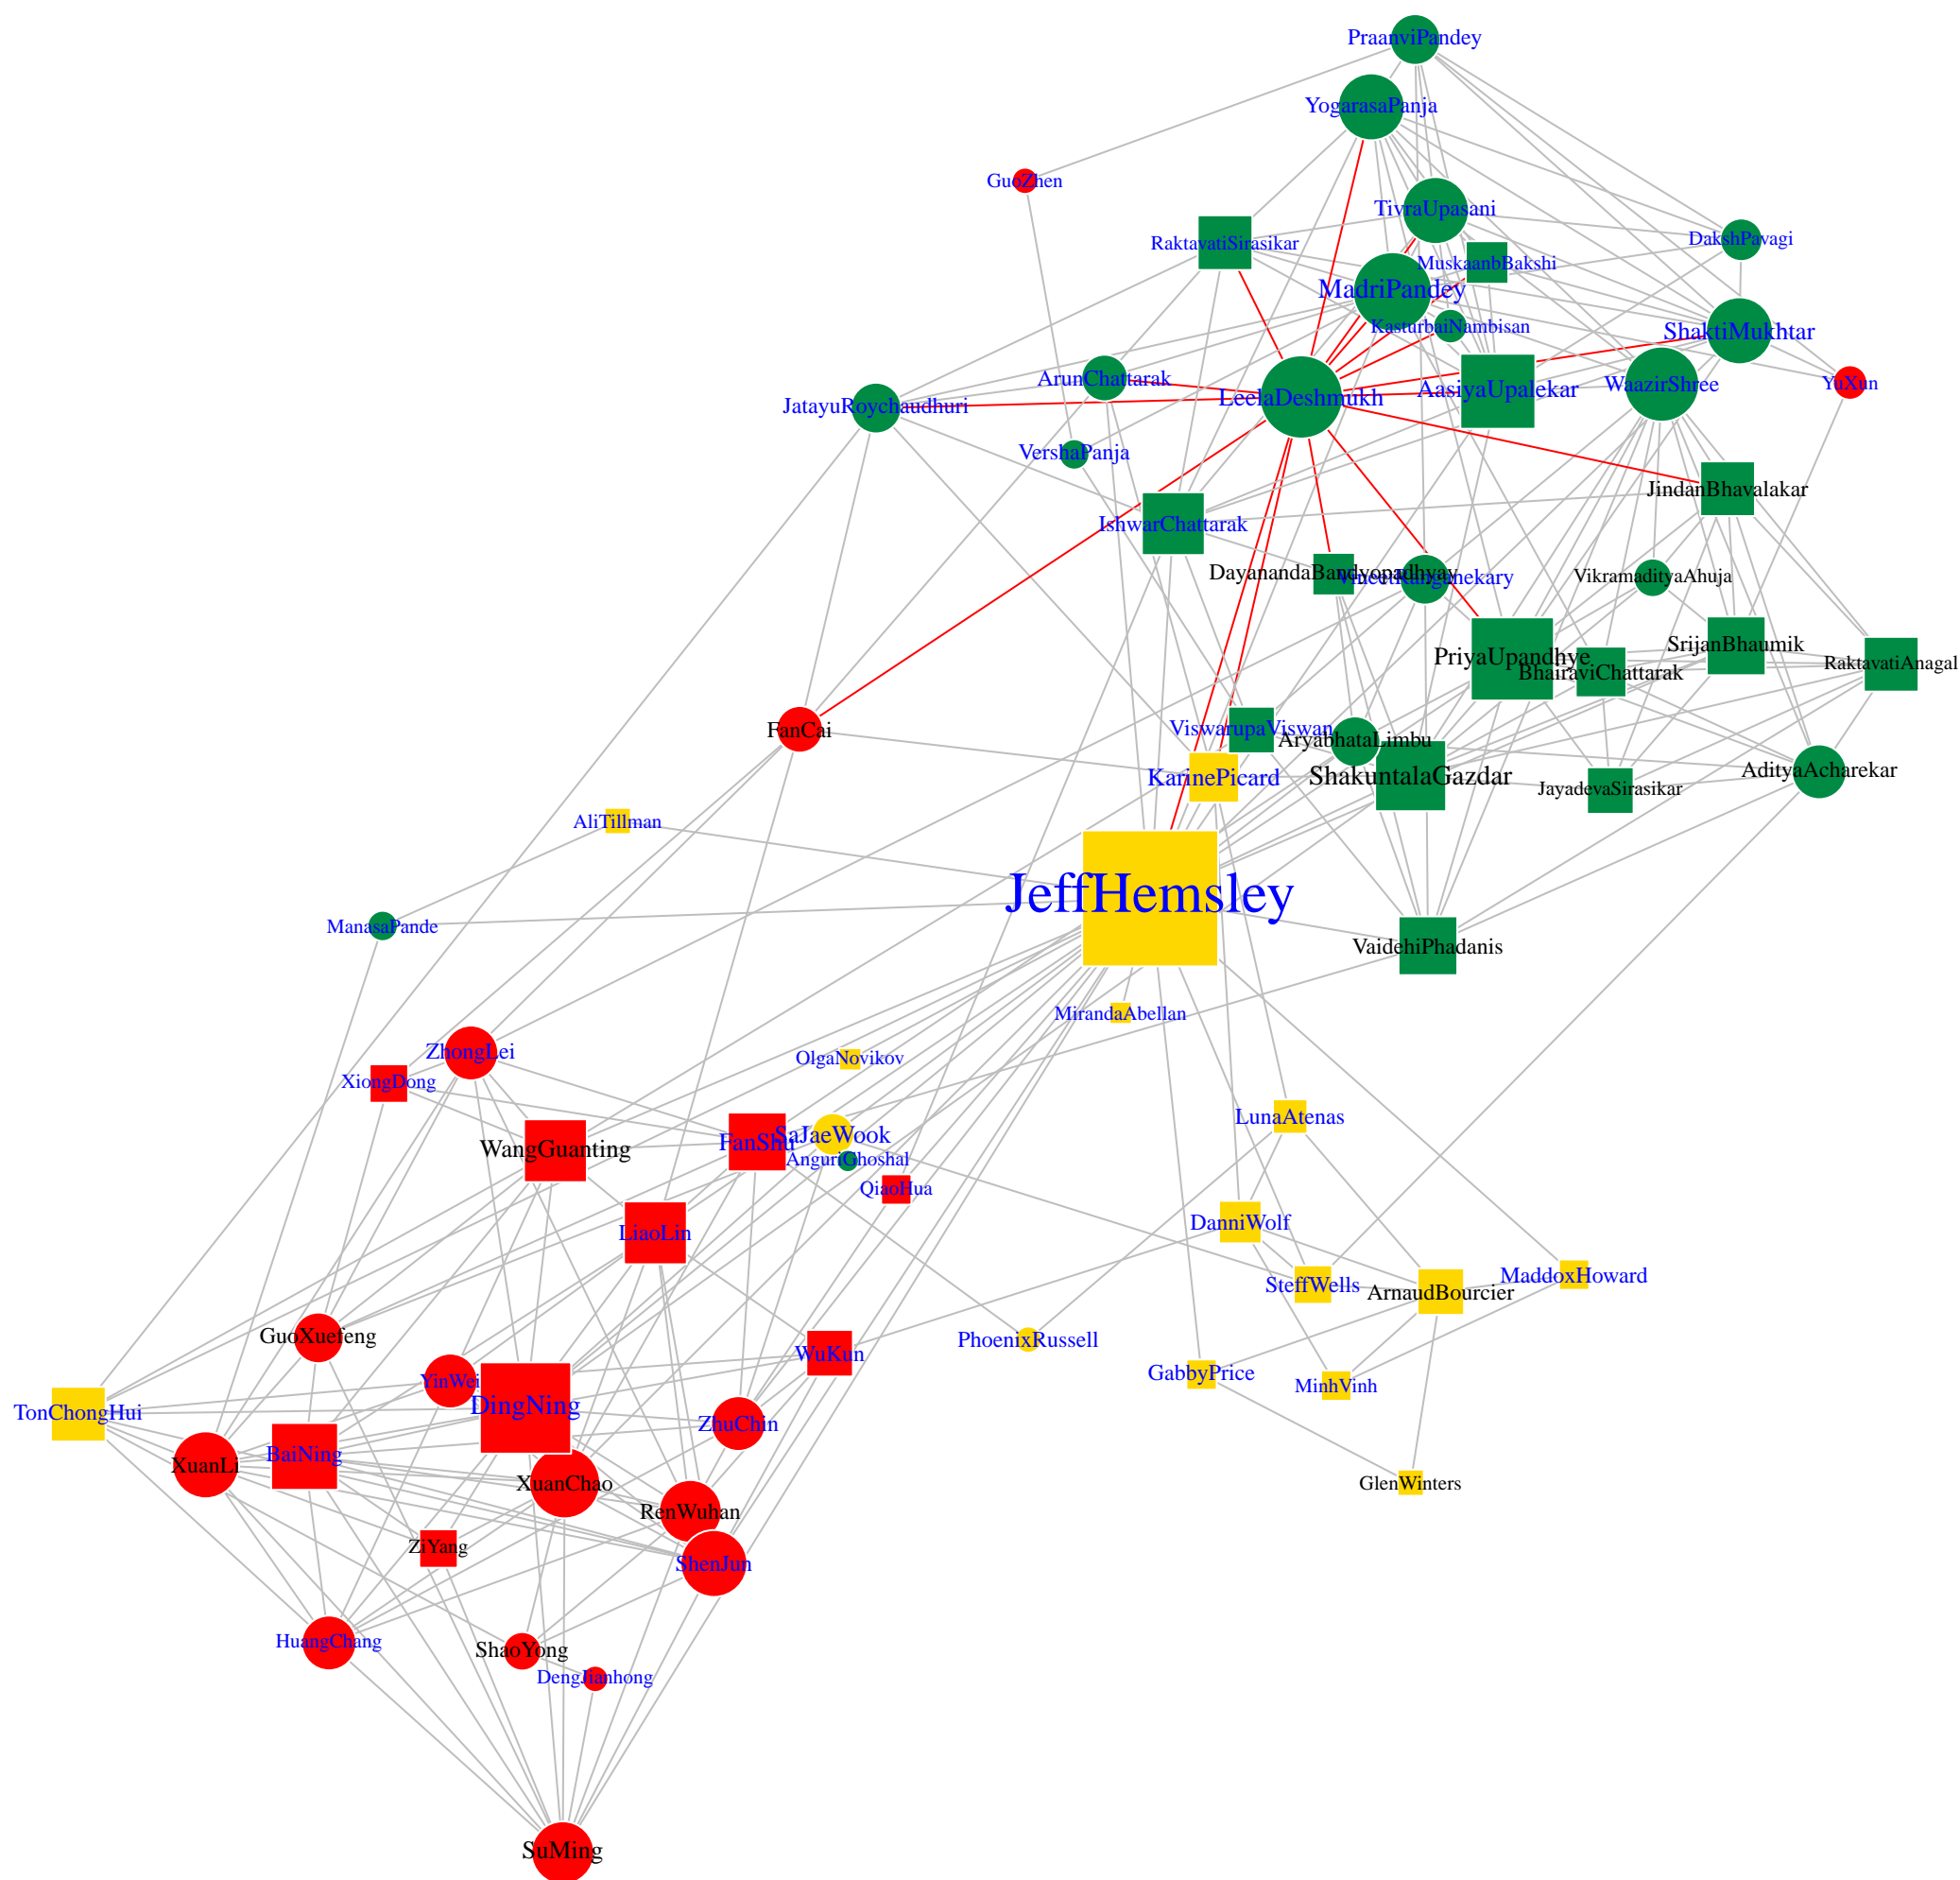 PraanviPandey
YogarasaPanja
GuoZhen
TivraUpasani
RaktavatiSirasikar
DakshPavagi
MuskaanbBakshi
MadriPandey
KasturbaiNambisan
ShaktiMukhtar
ArunChattarak
YuXun
WaazirShree
AasiyaUpalekar
LeelaDeshmukh
JatayuRoychaudhuri
VershaPanja
JindanBhavalakar
IshwarChattarak
DayanandaBandyopadhyay
VineetRanganekary
VikramadityaAhuja
SrijanBhaumik
PriyaUpandhye
RaktavatiAnagal
BhairaviChattarak
FanCai
ViswarupaViswan
AryabhataLimbu
AdityaAcharekar
KarinePicard
ShakuntalaGazdar
JayadevaSirasikar
AliTillman
JeffHemsley
ManasaPande
VaidehiPhadanis
MirandaAbellan
ZhongLei
OlgaNovikov
XiongDong
LunaAtenas
SaJaeWook
FanShu
WangGuanting
AnguriGhoshal
QiaoHua
DanniWolf
LiaoLin
MaddoxHoward
SteffWells
ArnaudBourcier
GuoXuefeng
PhoenixRussell
WuKun
GabbyPrice
YinWei
MinhVinh
DingNing
TonChongHui
ZhuChin
BaiNing
XuanLi
XuanChao
GlenWinters
RenWuhan
ZiYang
ShenJun
HuangChang
ShaoYong
DengJianhong
SuMing